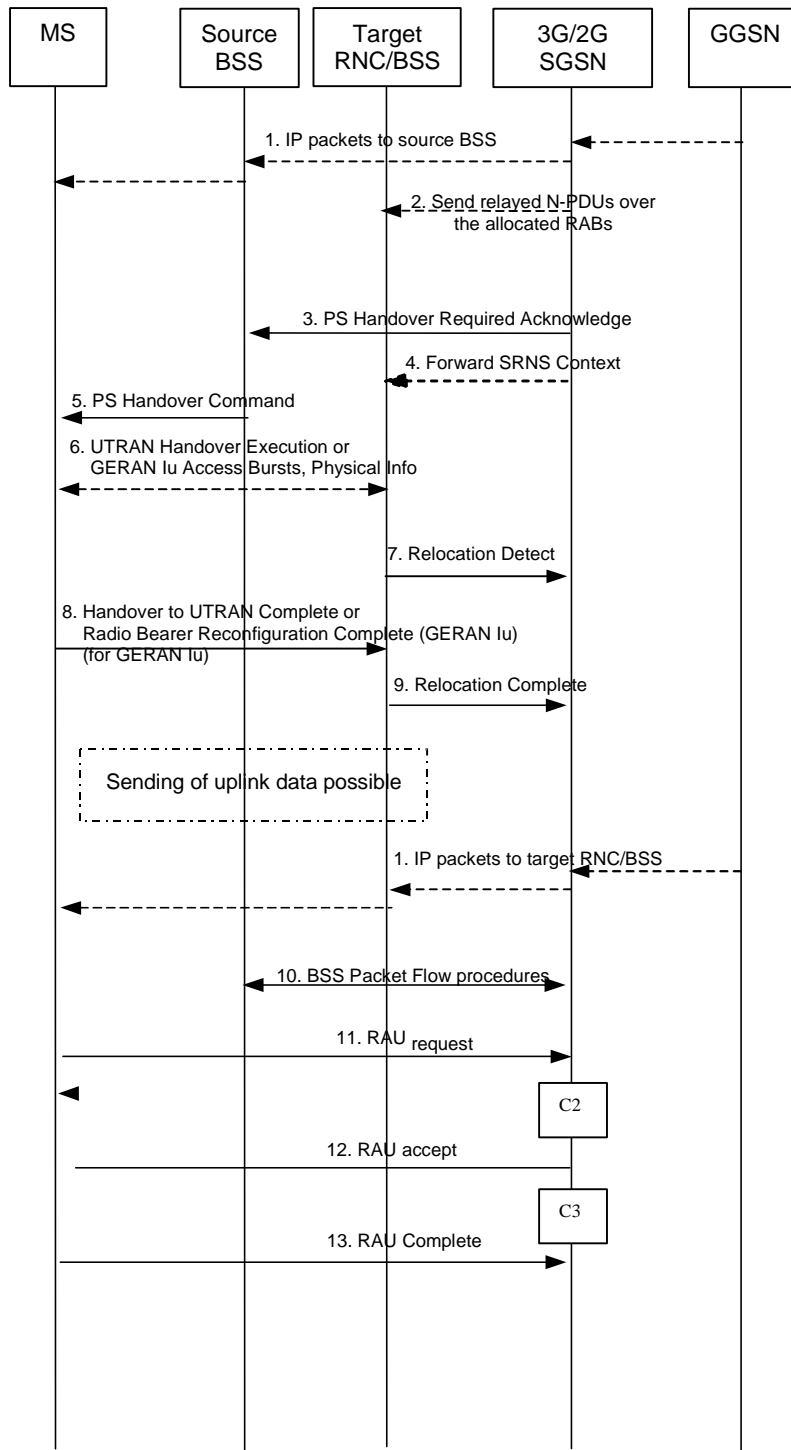 MS
Source
BSS
Target
RNC/BSS
3G/2G
SGSN
GGSN
1. IP packets to source BSS
2. Send relayed N-PDUs over
the allocated RABs
3. PS Handover Required Acknowledge
4. Forward SRNS Context
5. PS Handover Command
6. UTRAN Handover Execution or
GERAN Iu Access Bursts, Physical Info
7. Relocation Detect
8. Handover to UTRAN Complete or
Radio Bearer Reconfiguration Complete (GERAN Iu)
(for GERAN Iu)
9. Relocation Complete
Sending of uplink data possible
1. IP packets to target RNC/BSS
10. BSS Packet Flow procedures
11. RAU request
C2
12. RAU accept
C3
13. RAU Complete